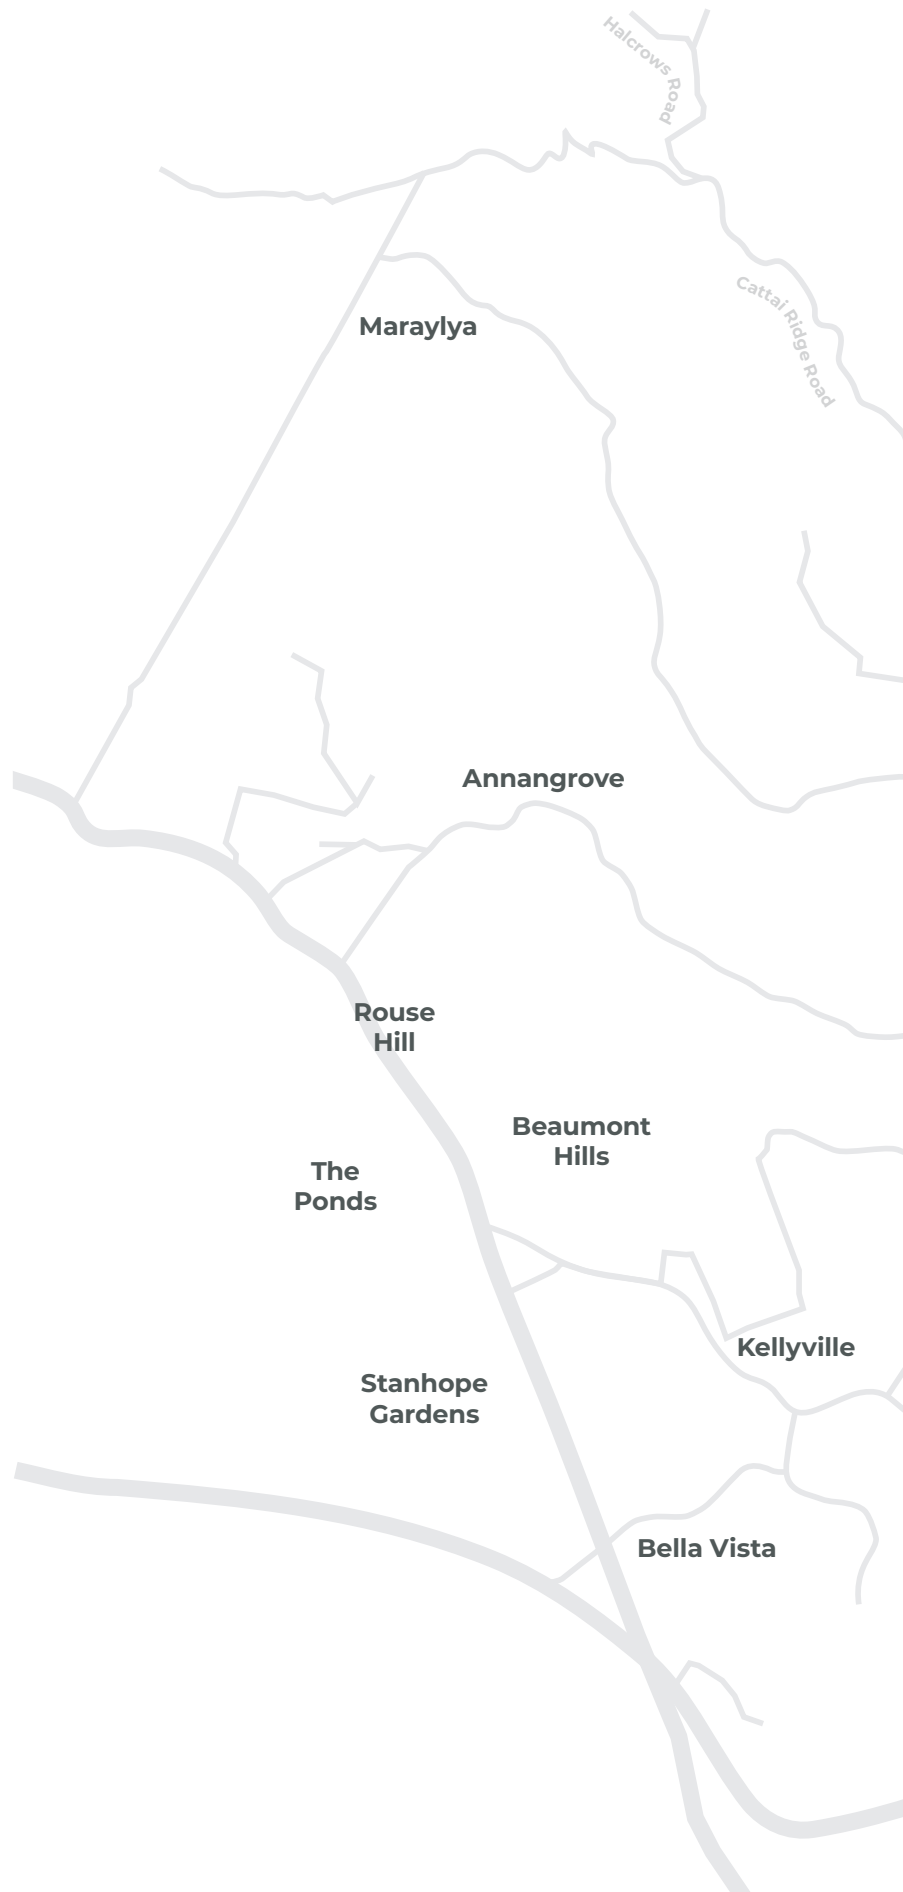 Halcrows Road
Cattai Ridge Road
Maraylya
Annangrove
Rouse
Hill
Beaumont
Hills
The
Ponds
Kellyville
Stanhope
Gardens
Bella Vista